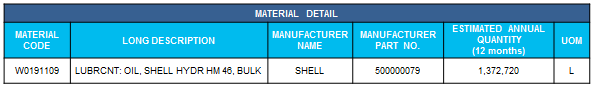 MATERIAL DETAIL
MATERIAL CODE LONG DESCRIPTION MANUFACTURER NAME MANUFACTURER PART NO. ESTIMATED ANNUAL QUANTITY (12 months) UOM
W0191109 LUBRCNT: OIL, SHELL HYDR HM 46, BULK SHELL 500000079 1,372,720 L